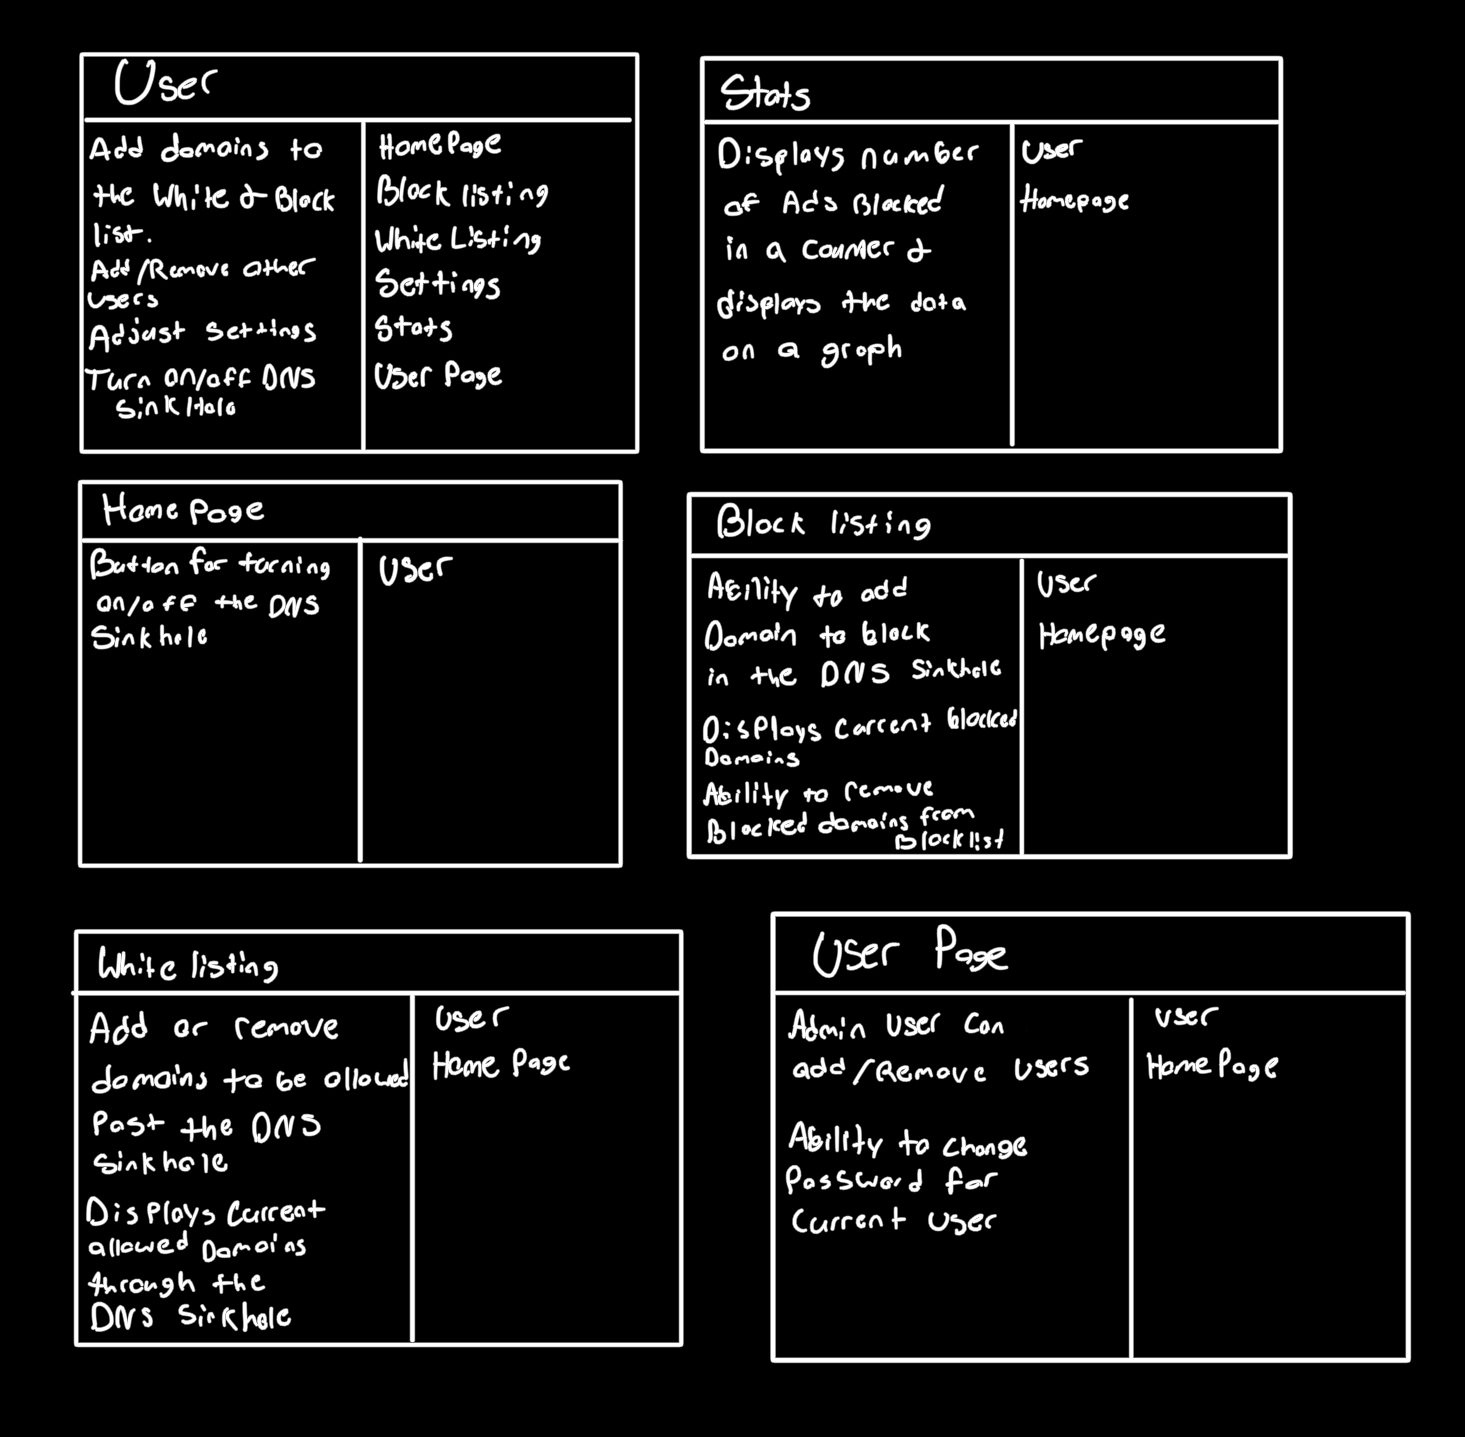 User
Add domains to
the White & Block
list.
Add/Remove other
users
Adjust settings
Turn on/off DNS
SinkHole
HomePage
Block listing
White Listing
Settings
Stats
User Page
Stats
Displays number
of Ads Blocked
in a counter &
displays the data
on a graph
User
Homepage
Home Page
Button for turning
on/off the DNS
Sinkhole
User
Block listing
Ability to add
Domain to block
in the DNS Sinkhole
Displays current blocked
Domains
Ability to remove
Blocked domains from
Blocklist
User
Homepage
White listing
Add or remove
domains to be allowed
Past the DNS
sinkhole
Displays Current
allowed Domains
through the
DNS Sinkhole
User
Home Page
User Page
Admin User Can
add/Remove users
Ability to change
Password for
Current User
User
Home Page